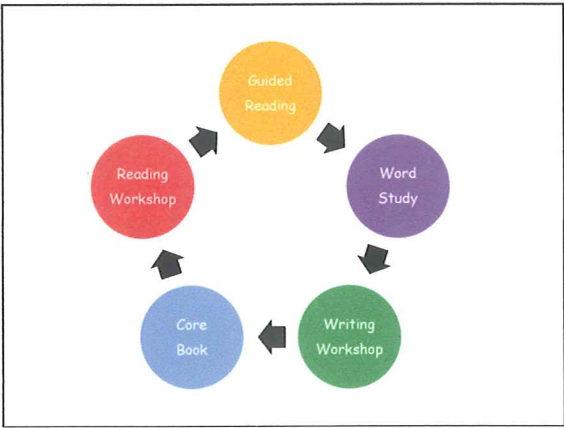 Guided
Reading
Word
Study
Writing
Workshop
Core
Book
Reading
Workshop